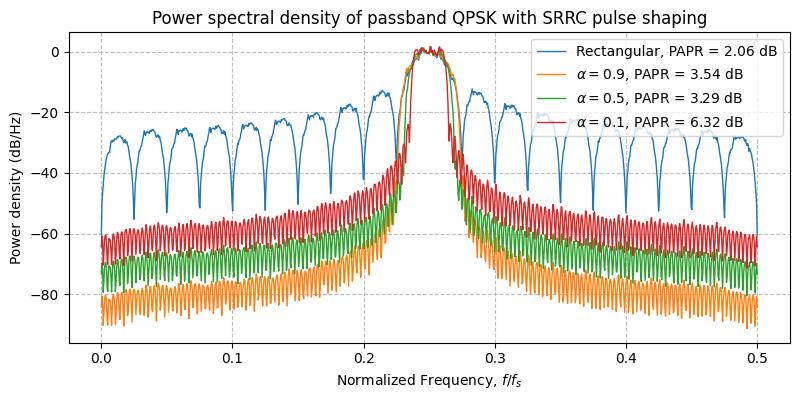 Power spectral density of passband QPSK with SRRC pulse shaping
Rectangular, PAPR = 2.06 dB
α = 0.9, PAPR = 3.54 dB
α = 0.5, PAPR = 3.29 dB
α = 0.1, PAPR = 6.32 dB
Power density (dB/Hz)
0
−20
−40
−60
−80
0.0 0.1 0.2 0.3 0.4 0.5
Normalized Frequency, f/fₛ